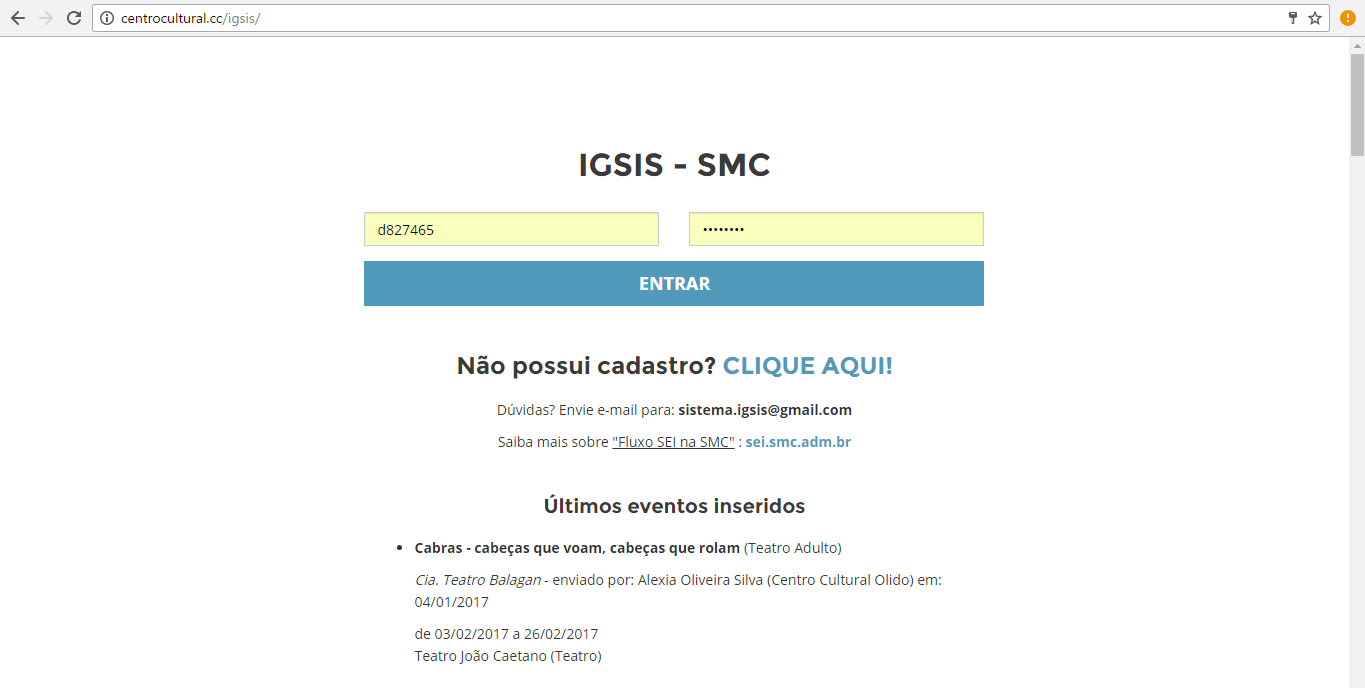 centrocultural.cc/igsis/
IGSIS - SMC
d827465
••••••••
ENTRAR
Não possui cadastro? CLIQUE AQUI!
Dúvidas? Envie e-mail para: sistema.igsis@gmail.com
Saiba mais sobre "Fluxo SEI na SMC" : sei.smc.adm.br
Últimos eventos inseridos
• Cabras - cabeças que voam, cabeças que rolam (Teatro Adulto)
Cia. Teatro Balagan - enviado por: Alexia Oliveira Silva (Centro Cultural Olido) em:
04/01/2017
de 03/02/2017 a 26/02/2017
Teatro João Caetano (Teatro)